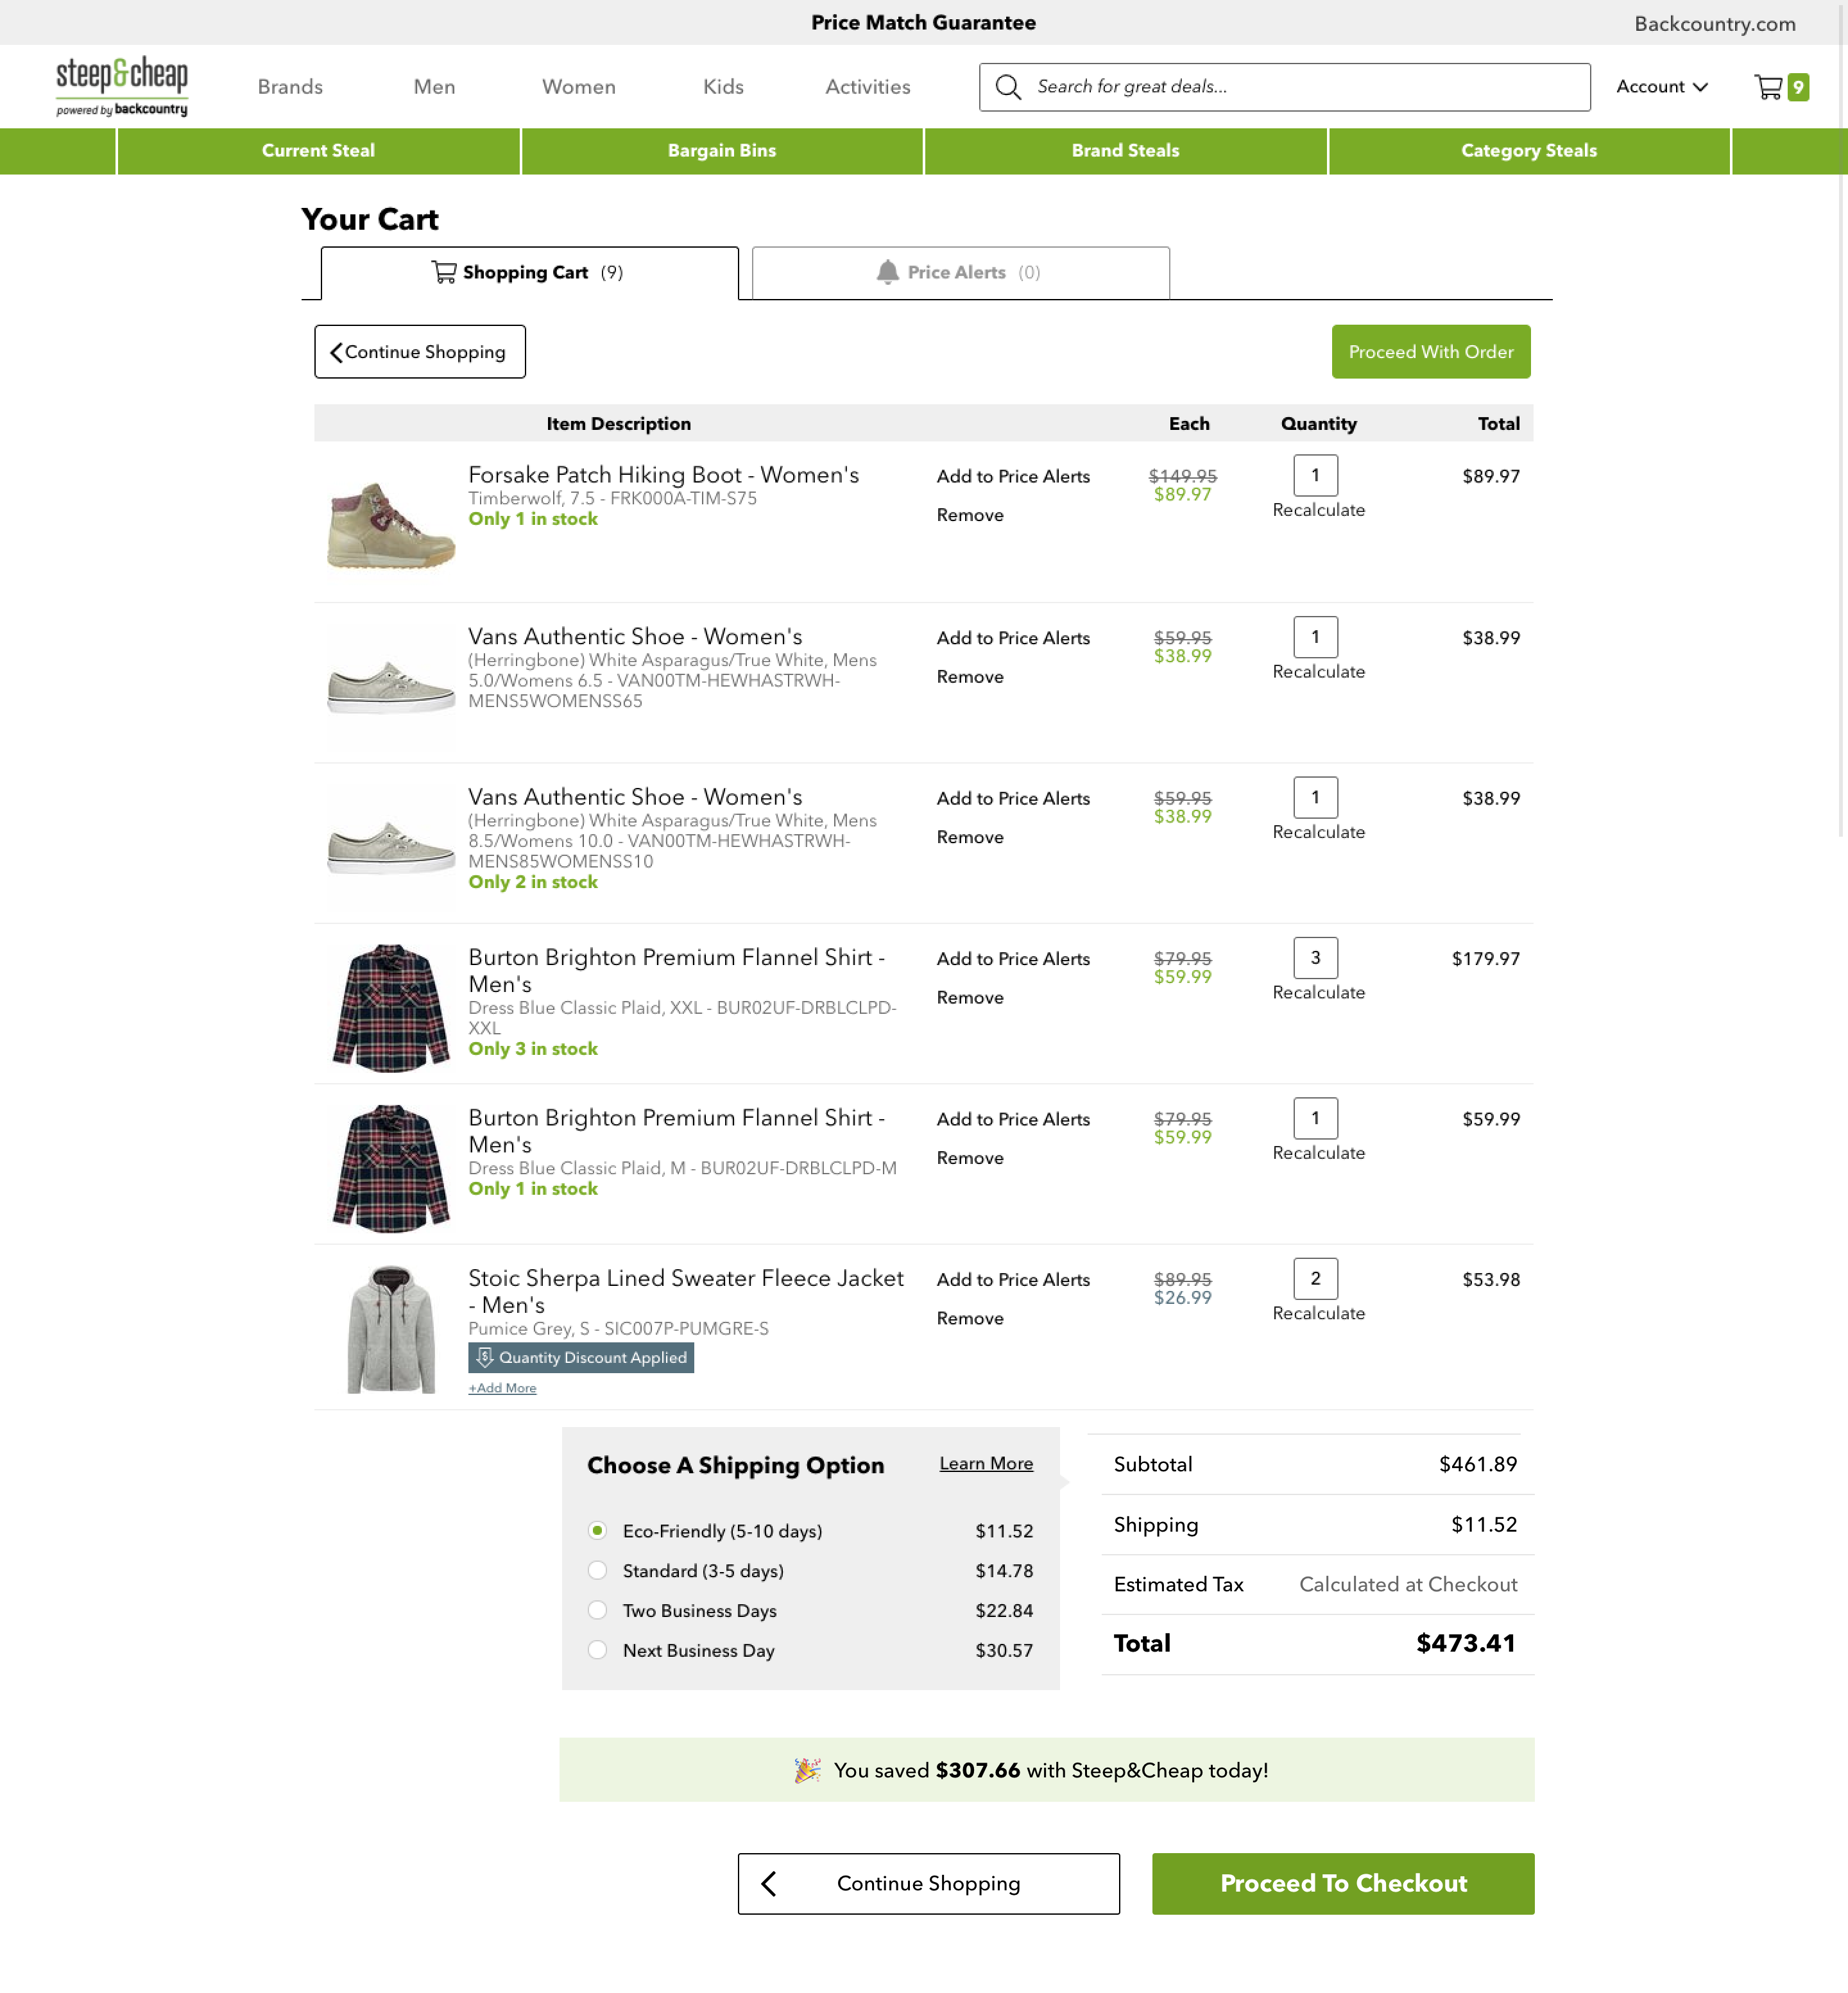 Price Match Guarantee
Backcountry.com
steep&cheap
powered by backcountry
Brands
Men
Women
Kids
Activities
Search for great deals...
Account
9
Current Steal
Bargain Bins
Brand Steals
Category Steals
Your Cart
Shopping Cart (9)
Price Alerts (0)
Continue Shopping
Proceed With Order
Item Description
Each
Quantity
Total
Forsake Patch Hiking Boot - Women's
Timberwolf, 7.5 - FRK000A-TIM-S75
Only 1 in stock
Add to Price Alerts
Remove
$149.95
$89.97
1
Recalculate
$89.97
Vans Authentic Shoe - Women's
(Herringbone) White Asparagus/True White, Mens
5.0/Womens 6.5 - VAN00TM-HEWHASTRWH-
MENS5WOMENSS65
Add to Price Alerts
Remove
$59.95
$38.99
1
Recalculate
$38.99
Vans Authentic Shoe - Women's
(Herringbone) White Asparagus/True White, Mens
8.5/Womens 10.0 - VAN00TM-HEWHASTRWH-
MENS85WOMENSS10
Only 2 in stock
Add to Price Alerts
Remove
$59.95
$38.99
1
Recalculate
$38.99
Burton Brighton Premium Flannel Shirt -
Men's
Dress Blue Classic Plaid, XXL - BUR02UF-DRBLCLPD-
XXL
Only 3 in stock
Add to Price Alerts
Remove
$79.95
$59.99
3
Recalculate
$179.97
Burton Brighton Premium Flannel Shirt -
Men's
Dress Blue Classic Plaid, M - BUR02UF-DRBLCLPD-M
Only 1 in stock
Add to Price Alerts
Remove
$79.95
$59.99
1
Recalculate
$59.99
Stoic Sherpa Lined Sweater Fleece Jacket
- Men's
Pumice Grey, S - SIC007P-PUMGRE-S
Quantity Discount Applied
+Add More
Add to Price Alerts
Remove
$89.95
$26.99
2
Recalculate
$53.98
Choose A Shipping Option
Learn More
Eco-Friendly (5-10 days) $11.52
Standard (3-5 days) $14.78
Two Business Days $22.84
Next Business Day $30.57
Subtotal $461.89
Shipping $11.52
Estimated Tax Calculated at Checkout
Total $473.41
You saved $307.66 with Steep&Cheap today!
Continue Shopping
Proceed To Checkout